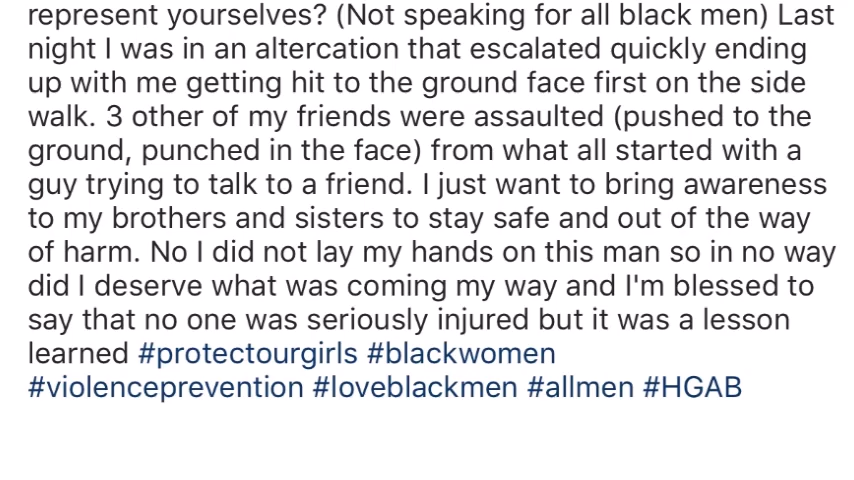 represent yourselves? (Not speaking for all black men) Last
night I was in an altercation that escalated quickly ending
up with me getting hit to the ground face first on the side
walk. 3 other of my friends were assaulted (pushed to the
ground, punched in the face) from what all started with a
guy trying to talk to a friend. I just want to bring awareness
to my brothers and sisters to stay safe and out of the way
of harm. No I did not lay my hands on this man so in no way
did I deserve what was coming my way and I'm blessed to
say that no one was seriously injured but it was a lesson
learned #protectourgirls #blackwomen
#violenceprevention #loveblackmen #allmen #HGAB